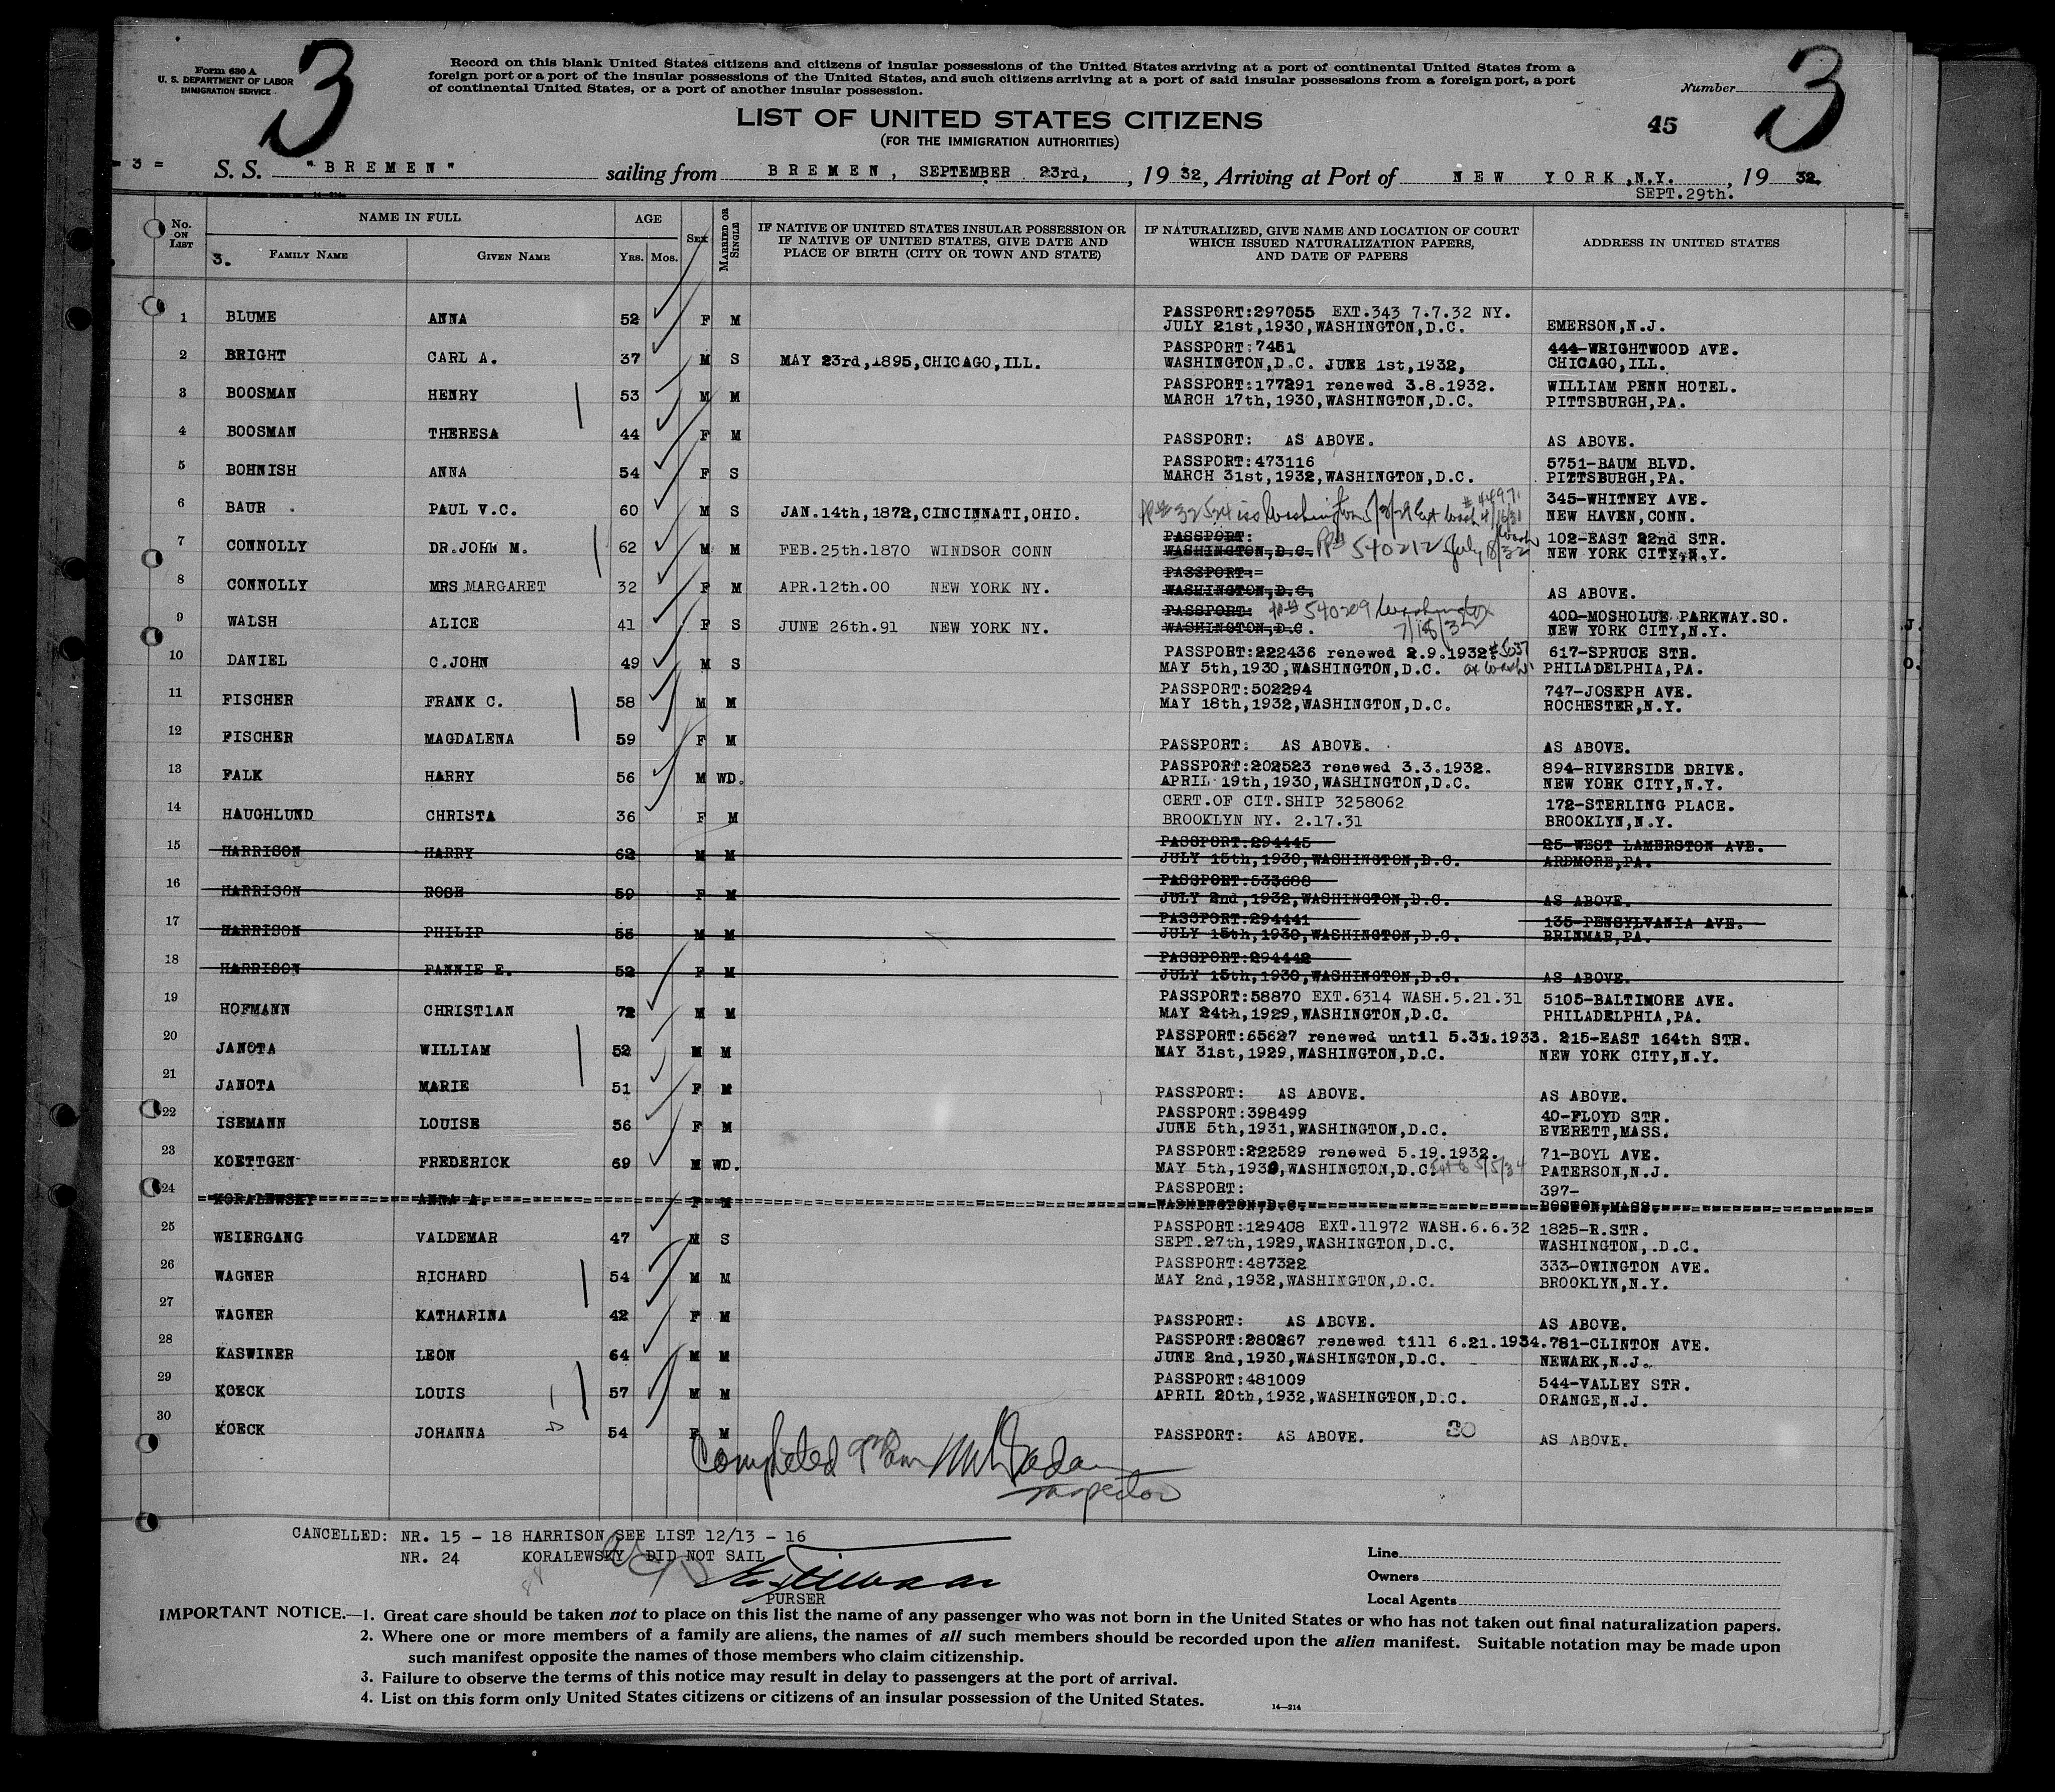 3
Form 630 A
U. S. DEPARTMENT OF LABOR
IMMIGRATION SERVICE
Record on this blank United States citizens and citizens of insular possessions of the United States arriving at a port of continental United States from a
foreign port or a port of the insular possessions of the United States, and such citizens arriving at a port of said insular possessions from a foreign port, a port
of continental United States, or a port of another insular possession.
Number
3
LIST OF UNITED STATES CITIZENS
45
(FOR THE IMMIGRATION AUTHORITIES)
= 3 = S. S. "BREMEN" sailing from BREMEN, SEPTEMBER 23rd, , 19 32, Arriving at Port of NEW YORK,N.Y. , 19 32.
SEPT.29th.
No. ON LIST NAME IN FULL AGE SEX MARRIED OR SINGLE IF NATIVE OF UNITED STATES INSULAR POSSESSION OR IF NATIVE OF UNITED STATES, GIVE DATE AND PLACE OF BIRTH (CITY OR TOWN AND STATE) IF NATURALIZED, GIVE NAME AND LOCATION OF COURT WHICH ISSUED NATURALIZATION PAPERS, AND DATE OF PAPERS ADDRESS IN UNITED STATES
3. FAMILY NAME GIVEN NAME YRS. MOS.
1 BLUME ANNA 52 F M PASSPORT:297055 EXT.343 7.7.32 NY.
JULY 21st,1930,WASHINGTON,D.C. EMERSON,N.J.
2 BRIGHT CARL A. 37 M S MAY 23rd,1895,CHICAGO,ILL. PASSPORT:7451 444-WRIGHTWOOD AVE.
WASHINGTON,D.C. JUNE 1st,1932, CHICAGO,ILL.
3 BOOSMAN HENRY 53 M M PASSPORT:177291 renewed 3.8.1932. WILLIAM PENN HOTEL.
MARCH 17th,1930,WASHINGTON,D.C. PITTSBURGH,PA.
4 BOOSMAN THERESA 44 F M PASSPORT: AS ABOVE. AS ABOVE.
5 BOHNISH ANNA 54 F S PASSPORT:473116 5751-BAUM BLVD.
MARCH 31st,1932,WASHINGTON,D.C. PITTSBURGH,PA.
6 BAUR PAUL V.C. 60 M S JAN.14th,1872,CINCINNATI,OHIO. 345-WHITNEY AVE.
iss Washington NEW HAVEN,CONN.
7 CONNOLLY DR.JOHN M. 62 M M FEB.25th.1870 WINDSOR CONN PASSPORT: 102-EAST 22nd STR.
WASHINGTON,D.C. PP# 540212 July 18/32 Wash NEW YORK CITY,N.Y.
8 CONNOLLY MRS MARGARET 32 F M APR.12th.00 NEW YORK NY. PASSPORT:=
WASHINGTON,D.C. AS ABOVE.
9 WALSH ALICE 41 F S JUNE 26th.91 NEW YORK NY. PASSPORT: PP# 540209 Washington 400-MOSHOLUE PARKWAY.SO.
WASHINGTON,D.C. 7/18/32 NEW YORK CITY,N.Y.
10 DANIEL C.JOHN 49 M S PASSPORT:222436 renewed 2.9.1932. 617-SPRUCE STR.
MAY 5th,1930,WASHINGTON,D.C. at Wash. PHILADELPHIA,PA.
11 FISCHER FRANK C. 58 M M PASSPORT:502294 747-JOSEPH AVE.
MAY 18th,1932,WASHINGTON,D.C. ROCHESTER,N.Y.
12 FISCHER MAGDALENA 59 F M PASSPORT: AS ABOVE. AS ABOVE.
13 FALK HARRY 56 M WD. PASSPORT:202523 renewed 3.3.1932. 894-RIVERSIDE DRIVE.
APRIL 19th,1930,WASHINGTON,D.C. NEW YORK CITY,N.Y.
14 HAUGHLUND CHRISTA 36 F M CERT.OF CIT.SHIP 3258062 172-STERLING PLACE.
BROOKLYN NY. 2.17.31 BROOKLYN,N.Y.
15 HARRISON HARRY 62 M M PASSPORT:294445 25-WEST LAMERSTON AVE.
JULY 15th,1930,WASHINGTON,D.C. ARDMORE,PA.
16 HARRISON ROSE 59 F M PASSPORT:533688
JULY 2nd,1932,WASHINGTON,D.C. AS ABOVE.
17 HARRISON PHILIP 55 M M PASSPORT:294441 135-PENSYLVANIA AVE.
JULY 15th,1930,WASHINGTON,D.C. BRINMAR,PA.
18 HARRISON FANNIE E. 52 F M PASSPORT:294442
JULY 15th,1930,WASHINGTON,D.C. AS ABOVE.
19 HOFMANN CHRISTIAN 72 M M PASSPORT:58870 EXT.6314 WASH.5.21.31 5105-BALTIMORE AVE.
MAY 24th,1929,WASHINGTON,D.C. PHILADELPHIA,PA.
20 JANOTA WILLIAM 52 M M PASSPORT:65627 renewed until 5.31.1933. 215-EAST 164th STR.
MAY 31st,1929,WASHINGTON,D.C. NEW YORK CITY,N.Y.
21 JANOTA MARIE 51 F M PASSPORT: AS ABOVE. AS ABOVE.
22 ISEMANN LOUISE 56 F M PASSPORT:398499 40-FLOYD STR.
JUNE 5th,1931,WASHINGTON,D.C. EVERETT,MASS.
23 KOETTGEN FREDERICK 69 M WD. PASSPORT:222529 renewed 5.19.1932. 71-BOYL AVE.
MAY 5th,1930,WASHINGTON,D.C. 5/5/34 PATERSON,N.J.
24 KORALEWSKY ANNA A. F M PASSPORT: 397-
WASHINGTON,D.C. BOSTON,MASS.
25 WEIERGANG VALDEMAR 47 M S PASSPORT:129408 EXT.11972 WASH.6.6.32 1825-R.STR.
SEPT.27th,1929,WASHINGTON,D.C. WASHINGTON,.D.C.
26 WAGNER RICHARD 54 M M PASSPORT:487322 333-OWINGTON AVE.
MAY 2nd,1932,WASHINGTON,D.C. BROOKLYN,N.Y.
27 WAGNER KATHARINA 42 F M PASSPORT: AS ABOVE. AS ABOVE.
28 KASWINER LEON 64 M M PASSPORT:280267 renewed till 6.21.1934. 781-CLINTON AVE.
JUNE 2nd,1930,WASHINGTON,D.C. NEWARK,N.J.
29 KOECK LOUIS 57 M M PASSPORT:481009 544-VALLEY STR.
APRIL 20th,1932,WASHINGTON,D.C. ORANGE,N.J.
30 KOECK JOHANNA 54 F M PASSPORT: AS ABOVE. 30 AS ABOVE.
Completed
Inspector
CANCELLED: NR. 15 - 18 HARRISON SEE LIST 12/13 - 16
NR. 24 KORALEWSKY DID NOT SAIL
PURSER
Line
Owners
Local Agents
IMPORTANT NOTICE.—1. Great care should be taken not to place on this list the name of any passenger who was not born in the United States or who has not taken out final naturalization papers.
2. Where one or more members of a family are aliens, the names of all such members should be recorded upon the alien manifest. Suitable notation may be made upon
such manifest opposite the names of those members who claim citizenship.
3. Failure to observe the terms of this notice may result in delay to passengers at the port of arrival.
4. List on this form only United States citizens or citizens of an insular possession of the United States.
14—214